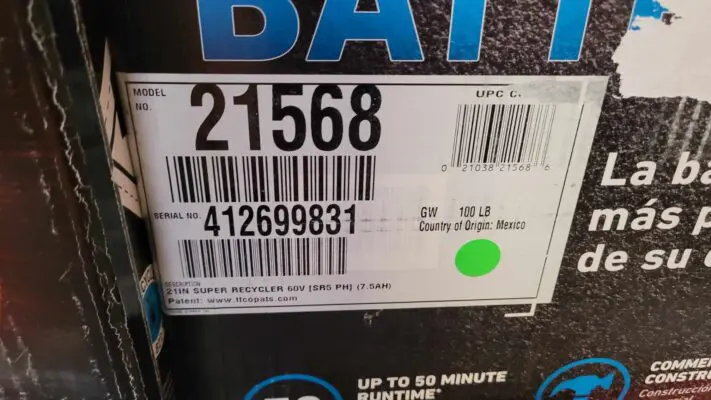 BATT
MODEL NO. 21568
UPC C.
0 21038 21568 6
SERIAL NO. 412699831
GW 100 LB
Country of Origin: Mexico
DESCRIPTION
21IN SUPER RECYCLER 60V [SR5 PH] (7.5AH)
Patent: www.ttcopats.com
La ba
más p
de su
UP TO 50 MINUTE
RUNTIME*
COMME
CONSTR
Construcción